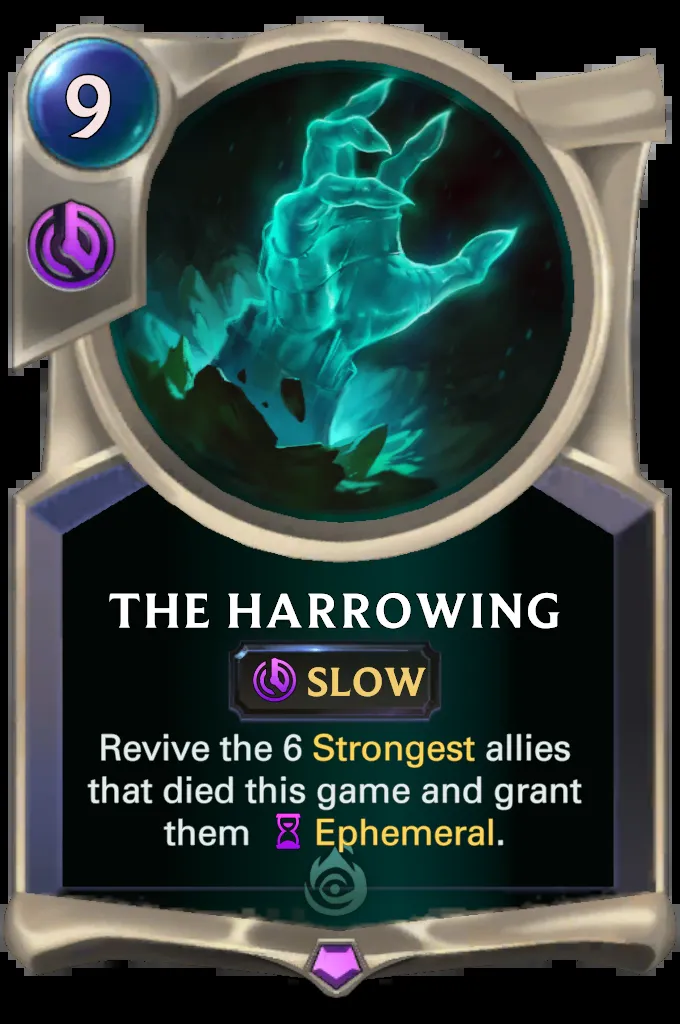 9
THE HARROWING
SLOW
Revive the 6 Strongest allies
that died this game and grant
them Ephemeral.